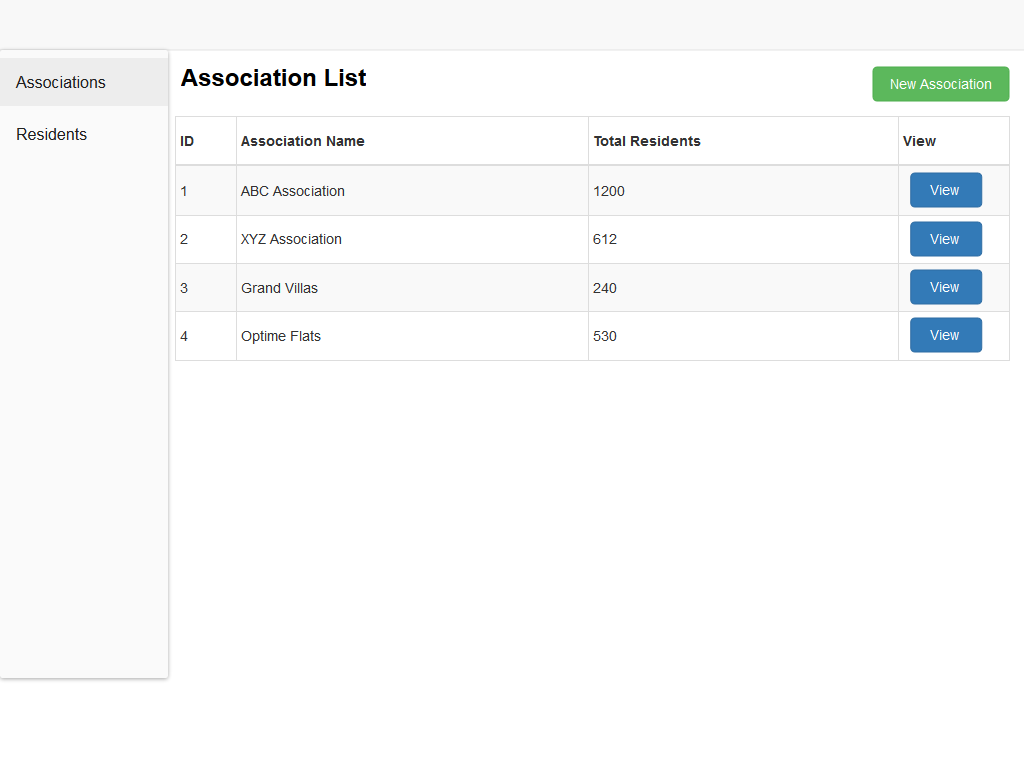 Associations
Residents
Association List
New Association
ID Association Name Total Residents View
1 ABC Association 1200 View
2 XYZ Association 612 View
3 Grand Villas 240 View
4 Optime Flats 530 View